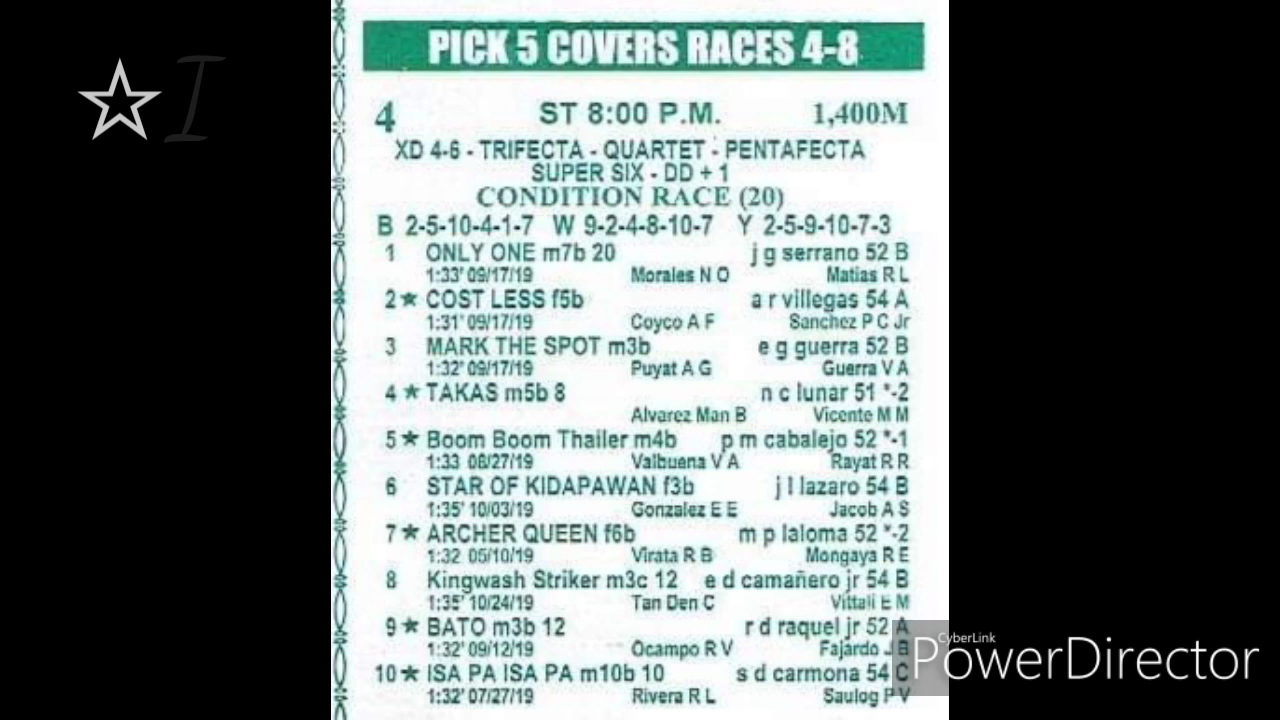 ☆ I
PICK 5 COVERS RACES 4-8
4 ST 8:00 P.M. 1,400M
XD 4-6 - TRIFECTA - QUARTET - PENTAFECTA
SUPER SIX - DD + 1
CONDITION RACE (20)
B 2-5-10-4-1-7 W 9-2-4-8-10-7 Y 2-5-9-10-7-3
1 ONLY ONE m7b 20 j g serrano 52 B
1:33' 09/17/19 Morales N O Matias R L
2★ COST LESS f5b a r villegas 54 A
1:31' 09/17/19 Coyco A F Sanchez P C Jr
3 MARK THE SPOT m3b e g guerra 52 B
1:32' 09/17/19 Puyat A G Guerra V A
4★ TAKAS m5b 8 n c lunar 51 *-2
Alvarez Man B Vicente M M
5★ Boom Boom Thailer m4b p m cabalejo 52 *-1
1:33 08/27/19 Valbuena V A Rayat R R
6 STAR OF KIDAPAWAN f3b j l lazaro 54 B
1:35' 10/03/19 Gonzalez E E Jacob A S
7★ ARCHER QUEEN f6b m p laloma 52 *-2
1:32 05/10/19 Virata R B Mongaya R E
8 Kingwash Striker m3c 12 e d camañero jr 54 B
1:35' 10/24/19 Tan Den C Vittali E M
9★ BATO m3b 12 r d raquel jr 52 A
1:32' 09/12/19 Ocampo R V Fajardo J B
10★ ISA PA ISA PA m10b 10 s d carmona 54 C
1:32' 07/27/19 Rivera R L Saulog P V
CyberLink
PowerDirector